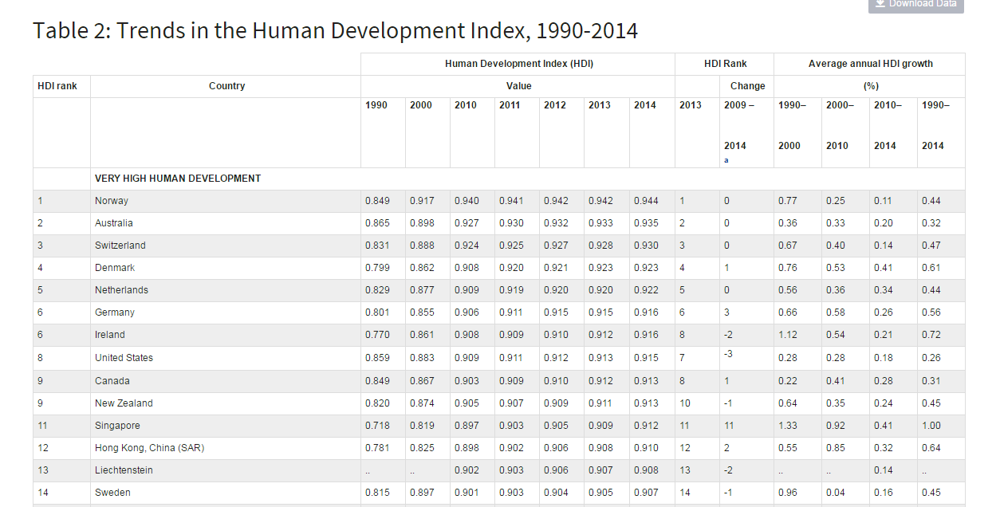 Download Data
Table 2: Trends in the Human Development Index, 1990-2014
Human Development Index (HDI) HDI Rank Average annual HDI growth
HDI rank Country Value Change (%)
1990 2000 2010 2011 2012 2013 2014 2013 2009 – 1990– 2000– 2010– 1990–
2014 2000 2010 2014 2014
a
VERY HIGH HUMAN DEVELOPMENT
1 Norway 0.849 0.917 0.940 0.941 0.942 0.942 0.944 1 0 0.77 0.25 0.11 0.44
2 Australia 0.865 0.898 0.927 0.930 0.932 0.933 0.935 2 0 0.36 0.33 0.20 0.32
3 Switzerland 0.831 0.888 0.924 0.925 0.927 0.928 0.930 3 0 0.67 0.40 0.14 0.47
4 Denmark 0.799 0.862 0.908 0.920 0.921 0.923 0.923 4 1 0.76 0.53 0.41 0.61
5 Netherlands 0.829 0.877 0.909 0.919 0.920 0.920 0.922 5 0 0.56 0.36 0.34 0.44
6 Germany 0.801 0.855 0.906 0.911 0.915 0.915 0.916 6 3 0.66 0.58 0.26 0.56
6 Ireland 0.770 0.861 0.908 0.909 0.910 0.912 0.916 8 -2 1.12 0.54 0.21 0.72
8 United States 0.859 0.883 0.909 0.911 0.912 0.913 0.915 7 -3 0.28 0.28 0.18 0.26
9 Canada 0.849 0.867 0.903 0.909 0.910 0.912 0.913 8 1 0.22 0.41 0.28 0.31
9 New Zealand 0.820 0.874 0.905 0.907 0.909 0.911 0.913 10 -1 0.64 0.35 0.24 0.45
11 Singapore 0.718 0.819 0.897 0.903 0.905 0.909 0.912 11 11 1.33 0.92 0.41 1.00
12 Hong Kong, China (SAR) 0.781 0.825 0.898 0.902 0.906 0.908 0.910 12 2 0.55 0.85 0.32 0.64
13 Liechtenstein .. .. 0.902 0.903 0.906 0.907 0.908 13 -2 .. .. 0.14 ..
14 Sweden 0.815 0.897 0.901 0.903 0.904 0.905 0.907 14 -1 0.96 0.04 0.16 0.45